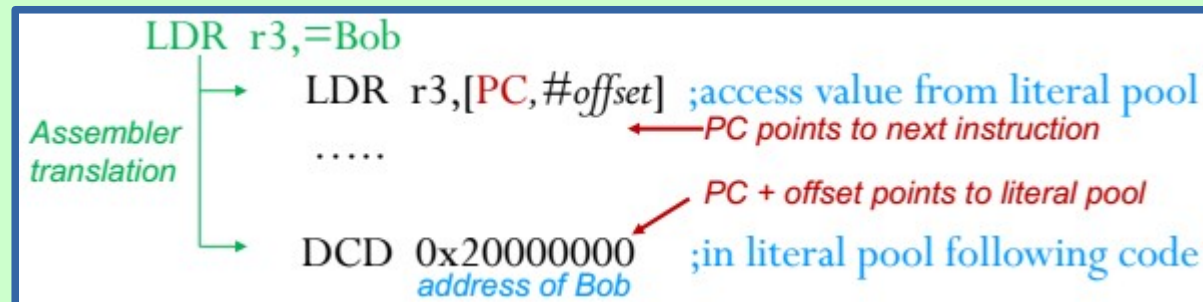 LDR r3,=Bob
LDR r3,[PC,#offset] ;access value from literal pool
Assembler translation
PC points to next instruction
.....
PC + offset points to literal pool
DCD 0x20000000 ;in literal pool following code
address of Bob